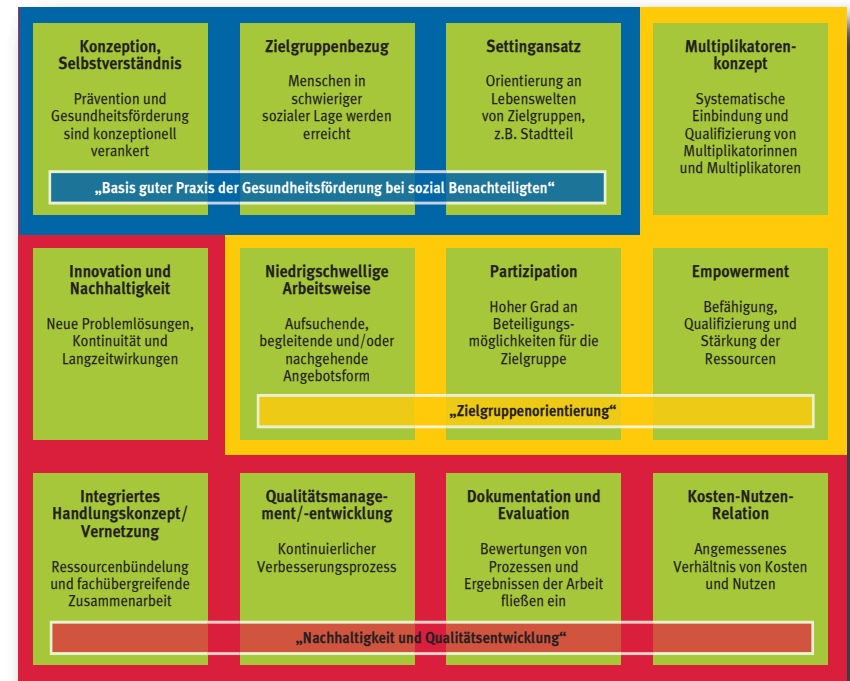 Konzeption,
Selbstverständnis
Prävention und
Gesundheitsförderung
sind konzeptionell
verankert
Zielgruppenbezug
Menschen in
schwieriger
sozialer Lage werden
erreicht
Settingansatz
Orientierung an
Lebenswelten
von Zielgruppen,
z.B. Stadtteil
Multiplikatoren-
konzept
Systematische
Einbindung und
Qualifizierung von
Multiplikatorinnen
und Multiplikatoren
„Basis guter Praxis der Gesundheitsförderung bei sozial Benachteiligten“
Innovation und
Nachhaltigkeit
Neue Problemlösungen,
Kontinuität und
Langzeitwirkungen
Niedrigschwellige
Arbeitsweise
Aufsuchende,
begleitende und/oder
nachgehende
Angebotsform
Partizipation
Hoher Grad an
Beteiligungs-
möglichkeiten für die
Zielgruppe
Empowerment
Befähigung,
Qualifizierung und
Stärkung der
Ressourcen
„Zielgruppenorientierung“
Integriertes
Handlungskonzept/
Vernetzung
Ressourcenbündelung
und fachübergreifende
Zusammenarbeit
Qualitätsmanage-
ment/-entwicklung
Kontinuierlicher
Verbesserungsprozess
Dokumentation und
Evaluation
Bewertungen von
Prozessen und
Ergebnissen der Arbeit
fließen ein
Kosten-Nutzen-
Relation
Angemessenes
Verhältnis von Kosten
und Nutzen
„Nachhaltigkeit und Qualitätsentwicklung“